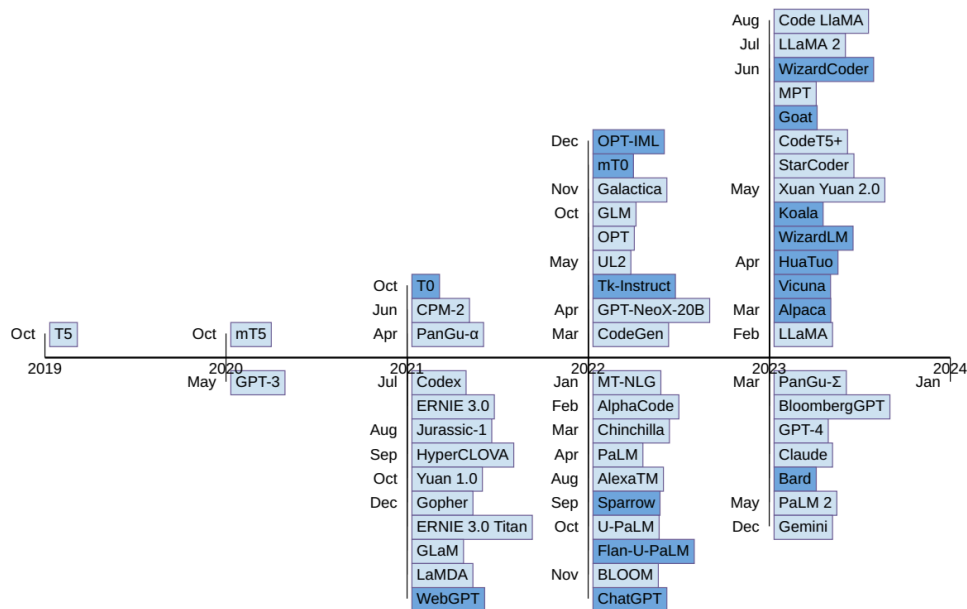 Aug Code LLaMA
Jul LLaMA 2
Jun WizardCoder
MPT
Goat
CodeT5+
StarCoder
May Xuan Yuan 2.0
Koala
WizardLM
Apr HuaTuo
Vicuna
Mar Alpaca
Feb LLaMA
Dec OPT-IML
mT0
Nov Galactica
Oct GLM
OPT
May UL2
Tk-Instruct
Apr GPT-NeoX-20B
Mar CodeGen
Oct T0
Jun CPM-2
Apr PanGu-α
Oct mT5
Oct T5
2019 2020 2021 2022 2023 2024
May GPT-3
Jul Codex
ERNIE 3.0
Aug Jurassic-1
Sep HyperCLOVA
Oct Yuan 1.0
Dec Gopher
ERNIE 3.0 Titan
GLaM
LaMDA
WebGPT
Jan MT-NLG
Feb AlphaCode
Mar Chinchilla
Apr PaLM
Aug AlexaTM
Sep Sparrow
Oct U-PaLM
Flan-U-PaLM
Nov BLOOM
ChatGPT
Mar PanGu-Σ
BloombergGPT
GPT-4
Claude
Bard
May PaLM 2
Dec Gemini
Jan